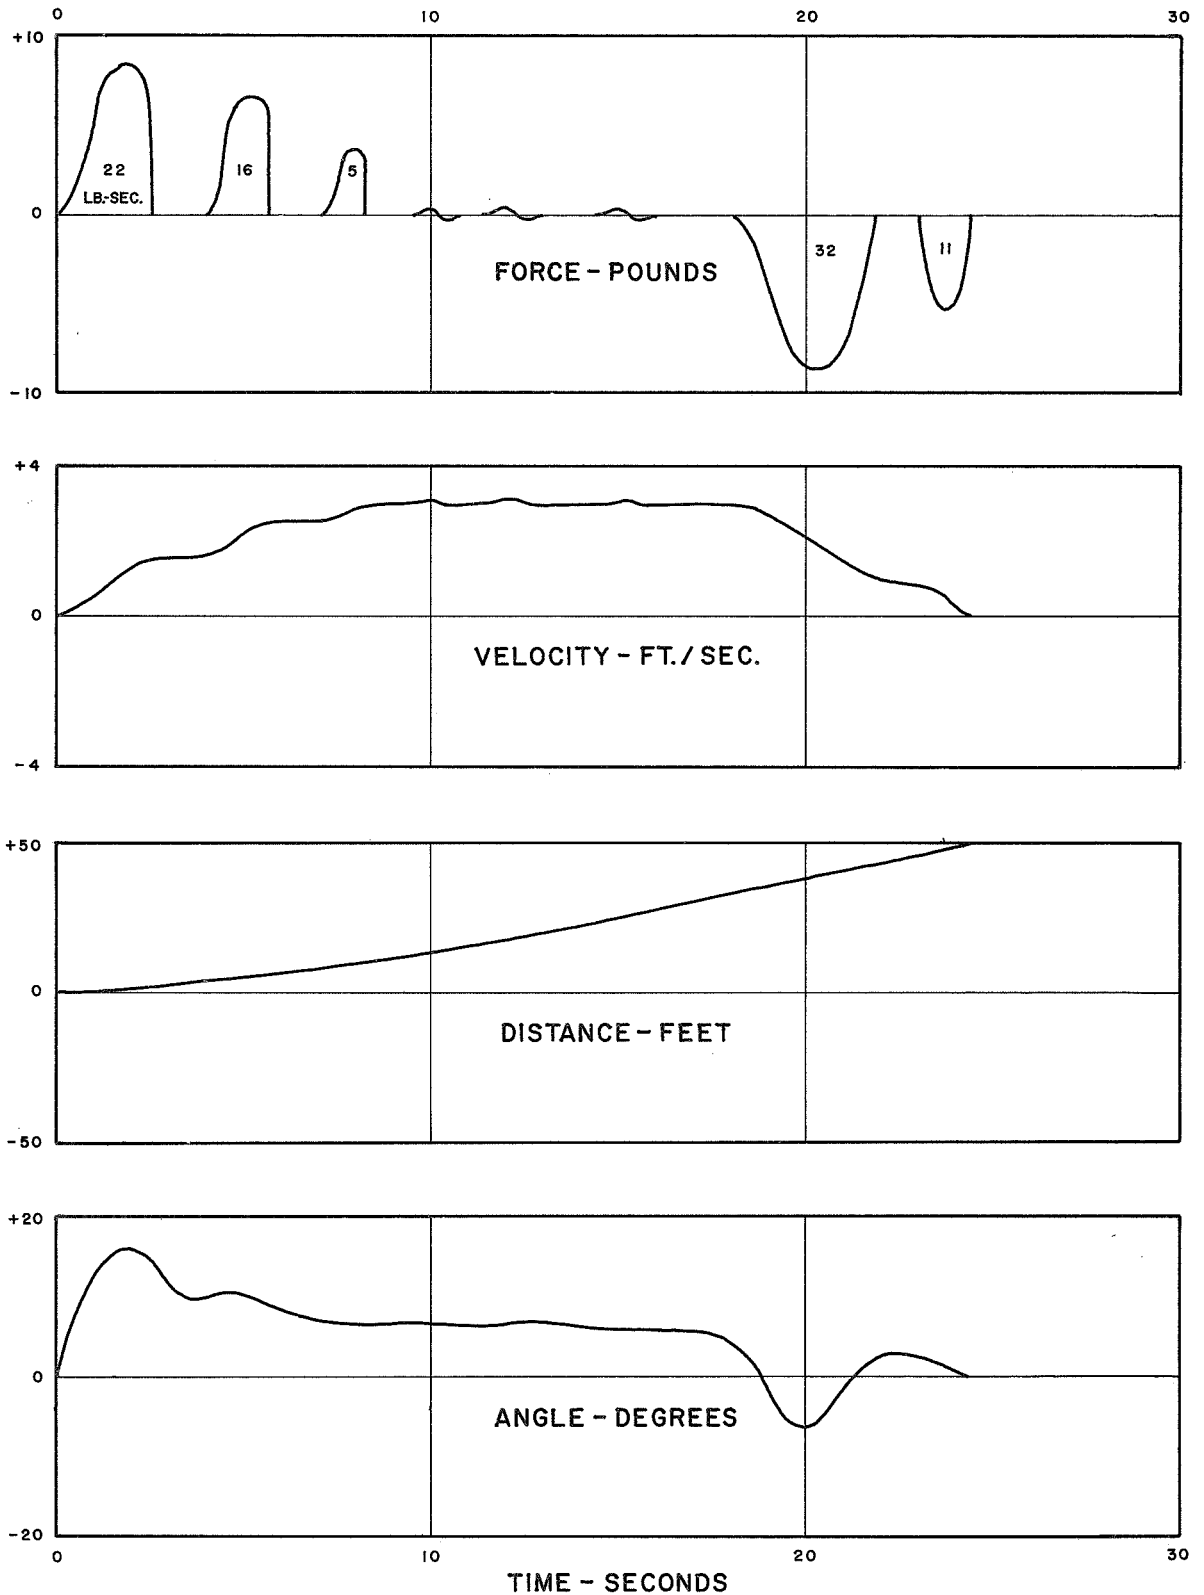 0 10 20 30
+10
22 16 5
LB.-SEC.
0
32 11
FORCE - POUNDS
-10
+4
0
VELOCITY - FT./SEC.
-4
+50
0
DISTANCE - FEET
-50
+20
0
ANGLE - DEGREES
-20
0 10 20 30
TIME - SECONDS